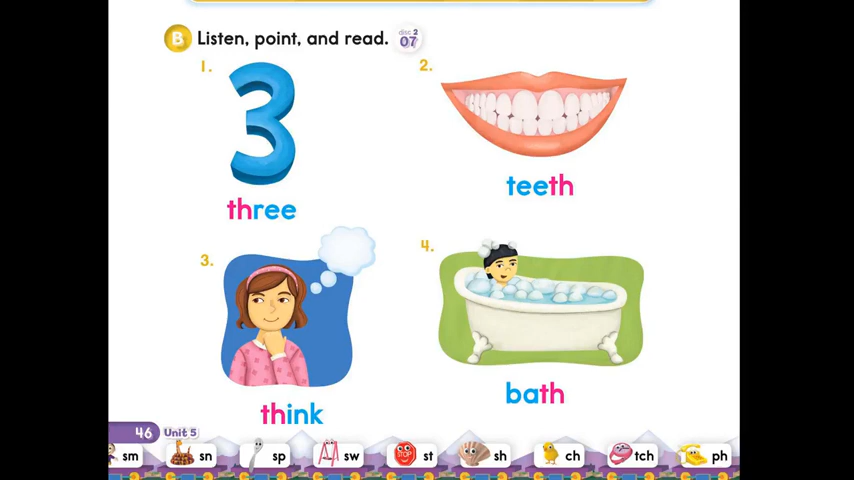 B Listen, point, and read. disc 2 07
1.
3
three
2.
teeth
3.
think
4.
bath
46 Unit 5
sm sn sp sw STOP st sh ch tch ph